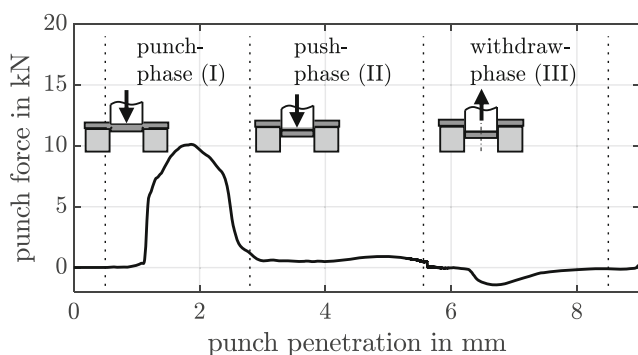 20
15
10
5
0
punch force in kN
punch-
phase (I)
push-
phase (II)
withdraw-
phase (III)
0
2
4
6
8
punch penetration in mm